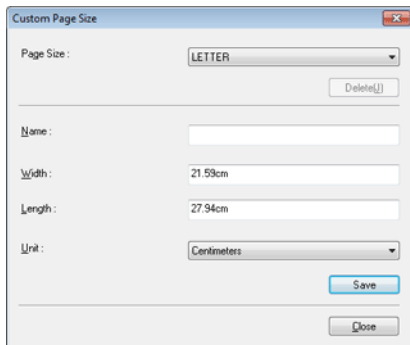 Custom Page Size
Page Size : LETTER
Delete(J)
Name :
Width : 21.59cm
Length : 27.94cm
Unit : Centimeters
Save
Close